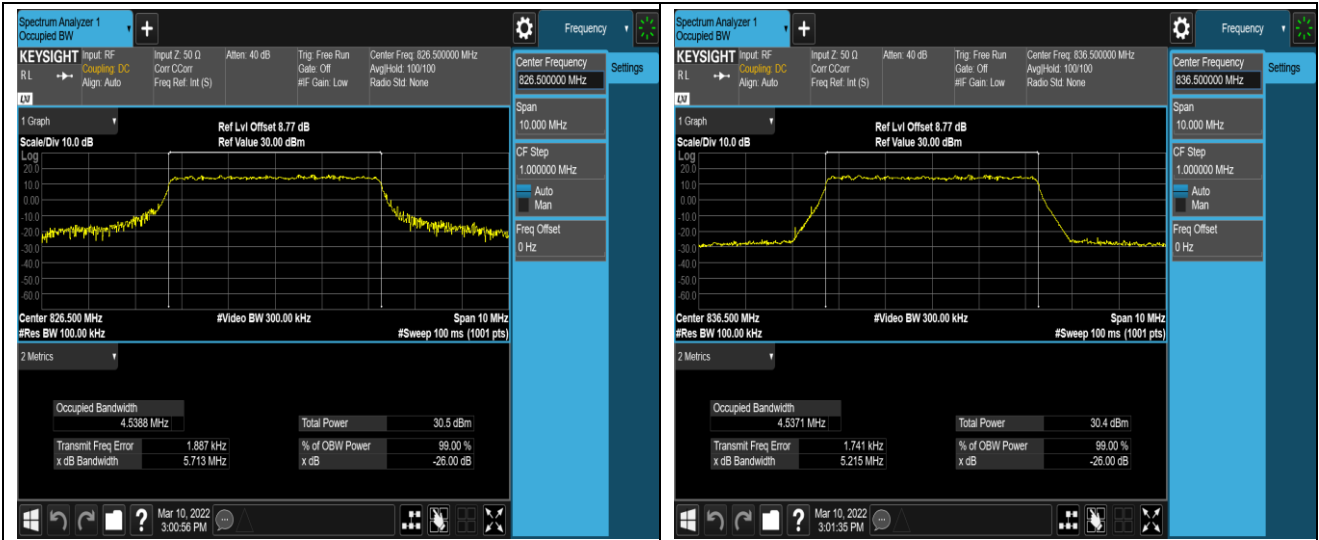 Spectrum Analyzer 1
Occupied BW
+
Frequency
KEYSIGHT Input: RF
RL
Coupling: DC
Align: Auto
Input Z: 50 Ω
Corr CCorr
Freq Ref: Int (S)
Atten: 40 dB
Trig: Free Run
Gate: Off
#IF Gain: Low
Center Freq: 826.500000 MHz
Avg|Hold: 100/100
Radio Std: None
LXI
Center Frequency
826.500000 MHz
Settings
Span
10.000 MHz
CF Step
1.000000 MHz
Auto
Man
Freq Offset
0 Hz
1 Graph
Scale/Div 10.0 dB
Ref Lvl Offset 8.77 dB
Ref Value 30.00 dBm
Log
20.0
10.0
0.00
-10.0
-20.0
-30.0
-40.0
-50.0
-60.0
Center 826.500 MHz
#Video BW 300.00 kHz
Span 10 MHz
#Res BW 100.00 kHz
#Sweep 100 ms (1001 pts)
2 Metrics
Occupied Bandwidth
4.5388 MHz
Total Power 30.5 dBm
Transmit Freq Error 1.887 kHz
% of OBW Power 99.00 %
x dB Bandwidth 5.713 MHz
x dB -26.00 dB
?
Mar 10, 2022
3:00:56 PM
Spectrum Analyzer 1
Occupied BW
+
Frequency
KEYSIGHT Input: RF
RL
Coupling: DC
Align: Auto
Input Z: 50 Ω
Corr CCorr
Freq Ref: Int (S)
Atten: 40 dB
Trig: Free Run
Gate: Off
#IF Gain: Low
Center Freq: 836.500000 MHz
Avg|Hold: 100/100
Radio Std: None
LXI
Center Frequency
836.500000 MHz
Settings
Span
10.000 MHz
CF Step
1.000000 MHz
Auto
Man
Freq Offset
0 Hz
1 Graph
Scale/Div 10.0 dB
Ref Lvl Offset 8.77 dB
Ref Value 30.00 dBm
Log
20.0
10.0
0.00
-10.0
-20.0
-30.0
-40.0
-50.0
-60.0
Center 836.500 MHz
#Video BW 300.00 kHz
Span 10 MHz
#Res BW 100.00 kHz
#Sweep 100 ms (1001 pts)
2 Metrics
Occupied Bandwidth
4.5371 MHz
Total Power 30.4 dBm
Transmit Freq Error 1.741 kHz
% of OBW Power 99.00 %
x dB Bandwidth 5.215 MHz
x dB -26.00 dB
?
Mar 10, 2022
3:01:35 PM